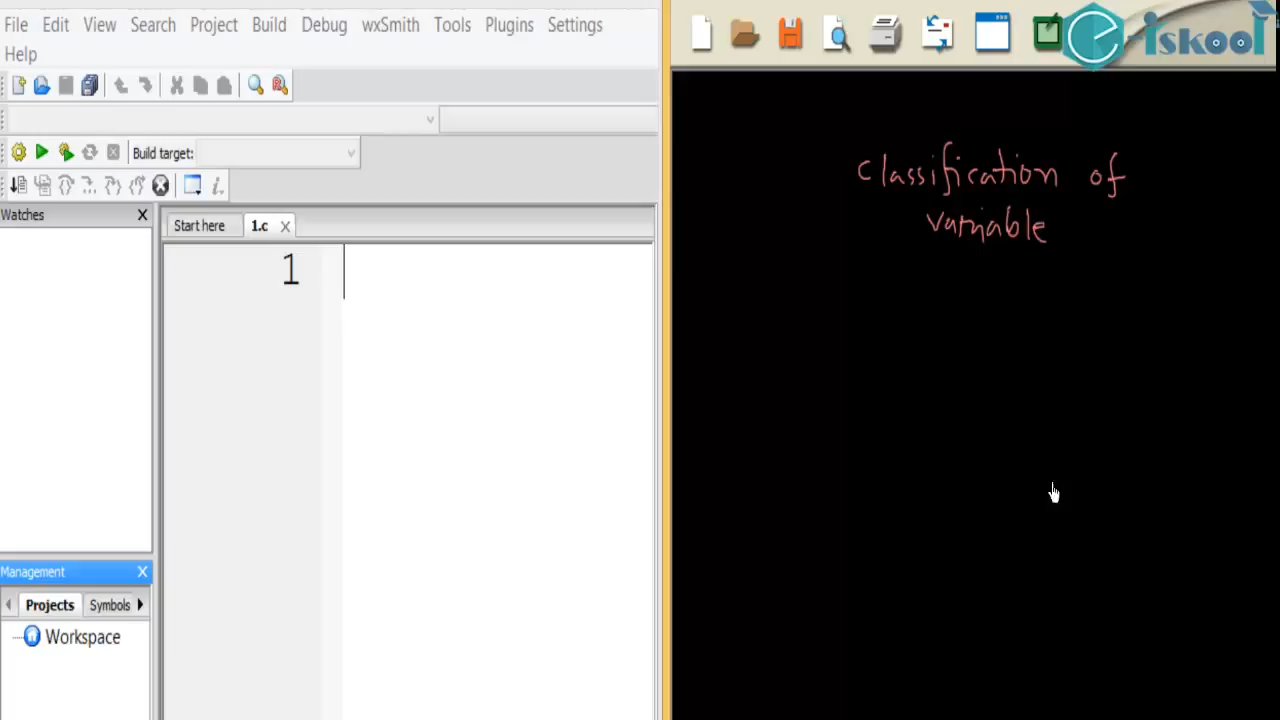 File Edit View Search Project Build Debug wxSmith Tools Plugins Settings
Help
Build target:
Watches
Start here 1.c
1
Management
Projects Symbols
Workspace
e-iskool
classification of
variable